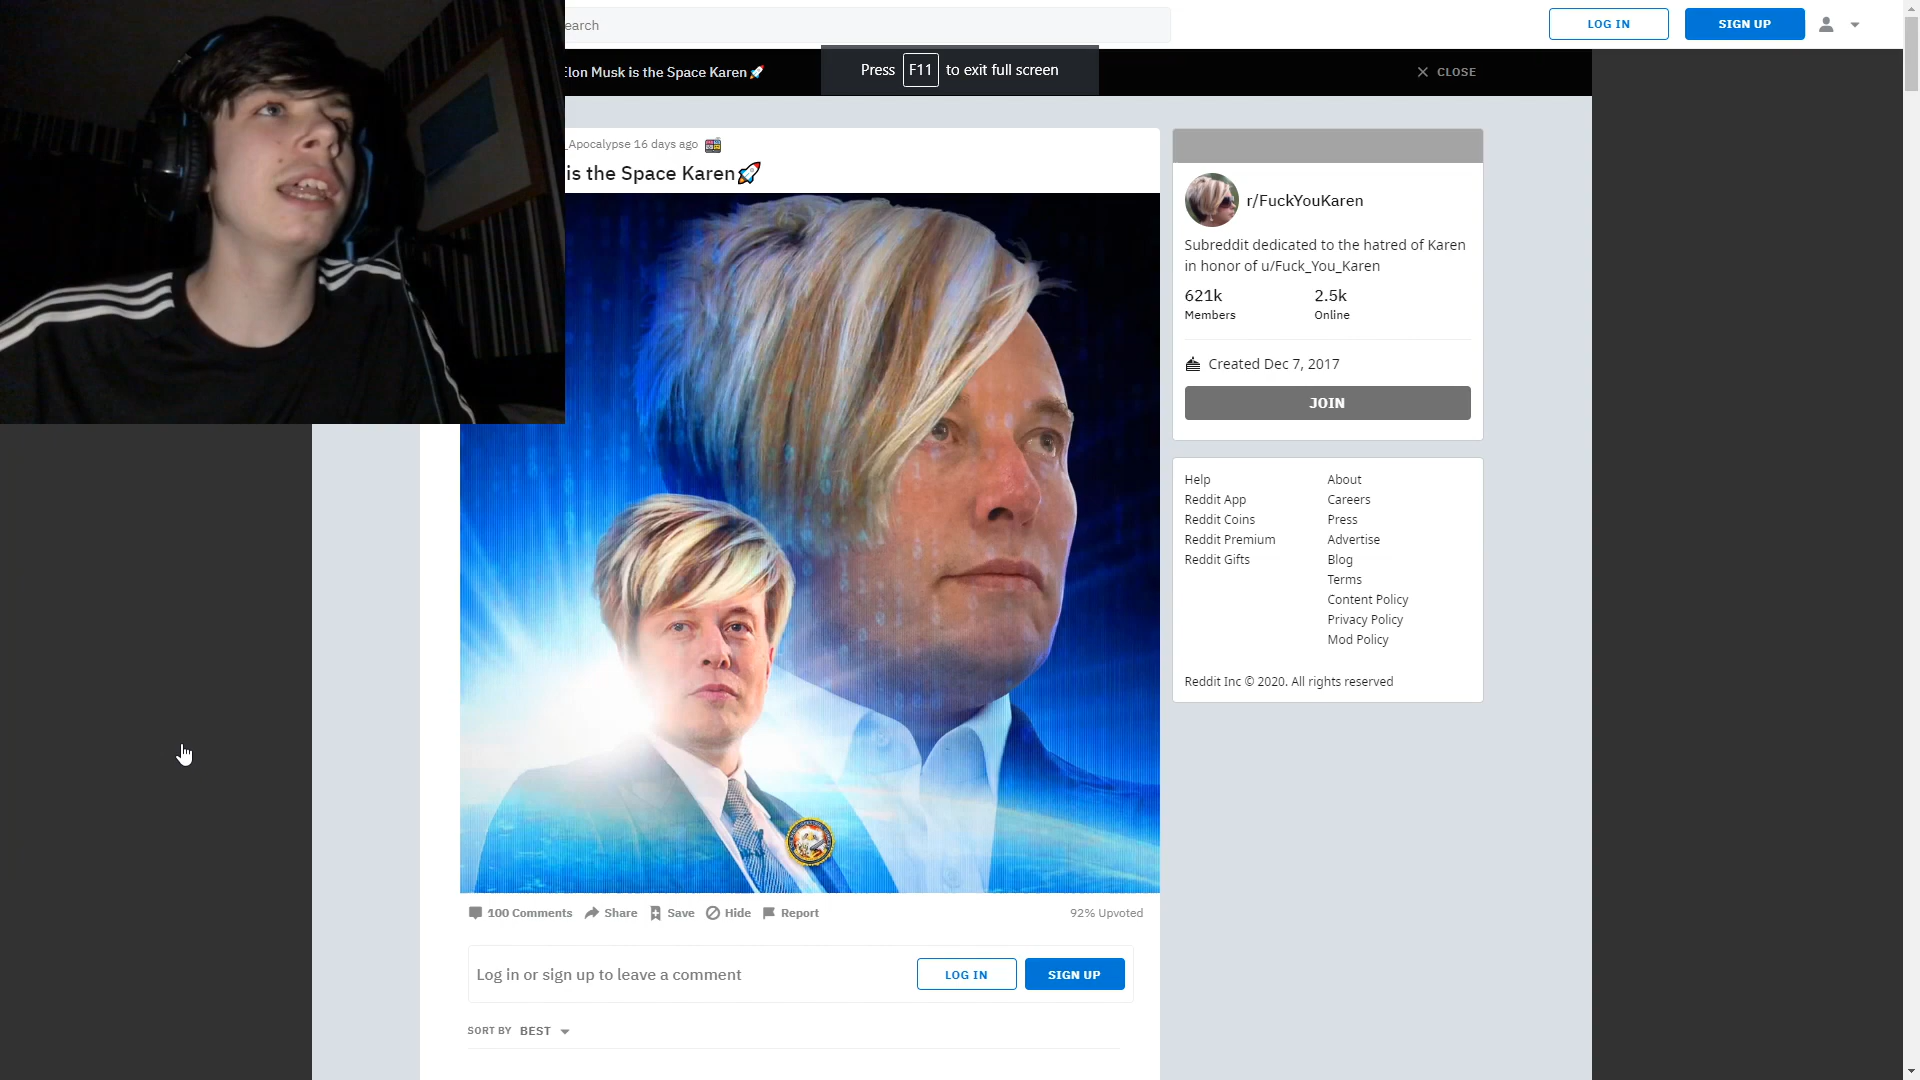 earch
LOG IN
SIGN UP
Elon Musk is the Space Karen🚀
Press F11 to exit full screen
CLOSE
_Apocalypse 16 days ago
is the Space Karen🚀
r/FuckYouKaren
Subreddit dedicated to the hatred of Karen
in honor of u/Fuck_You_Karen
621k
2.5k
Members
Online
Created Dec 7, 2017
JOIN
Help
About
Reddit App
Careers
Reddit Coins
Press
Reddit Premium
Advertise
Reddit Gifts
Blog
Terms
Content Policy
Privacy Policy
Mod Policy
Reddit Inc © 2020. All rights reserved
100 Comments
Share
Save
Hide
Report
92% Upvoted
Log in or sign up to leave a comment
LOG IN
SIGN UP
SORT BY BEST